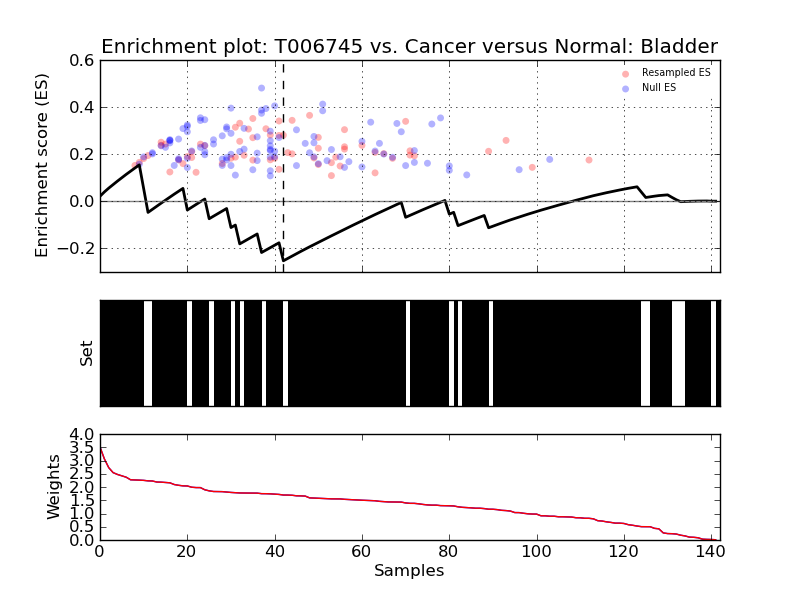 Enrichment plot: T006745 vs. Cancer versus Normal: Bladder
Enrichment score (ES)
0.6
0.4
0.2
0.0
−0.2
Resampled ES
Null ES
Set
Weights
4.0
3.5
3.0
2.5
2.0
1.5
1.0
0.5
0.0
0 20 40 60 80 100 120 140
Samples